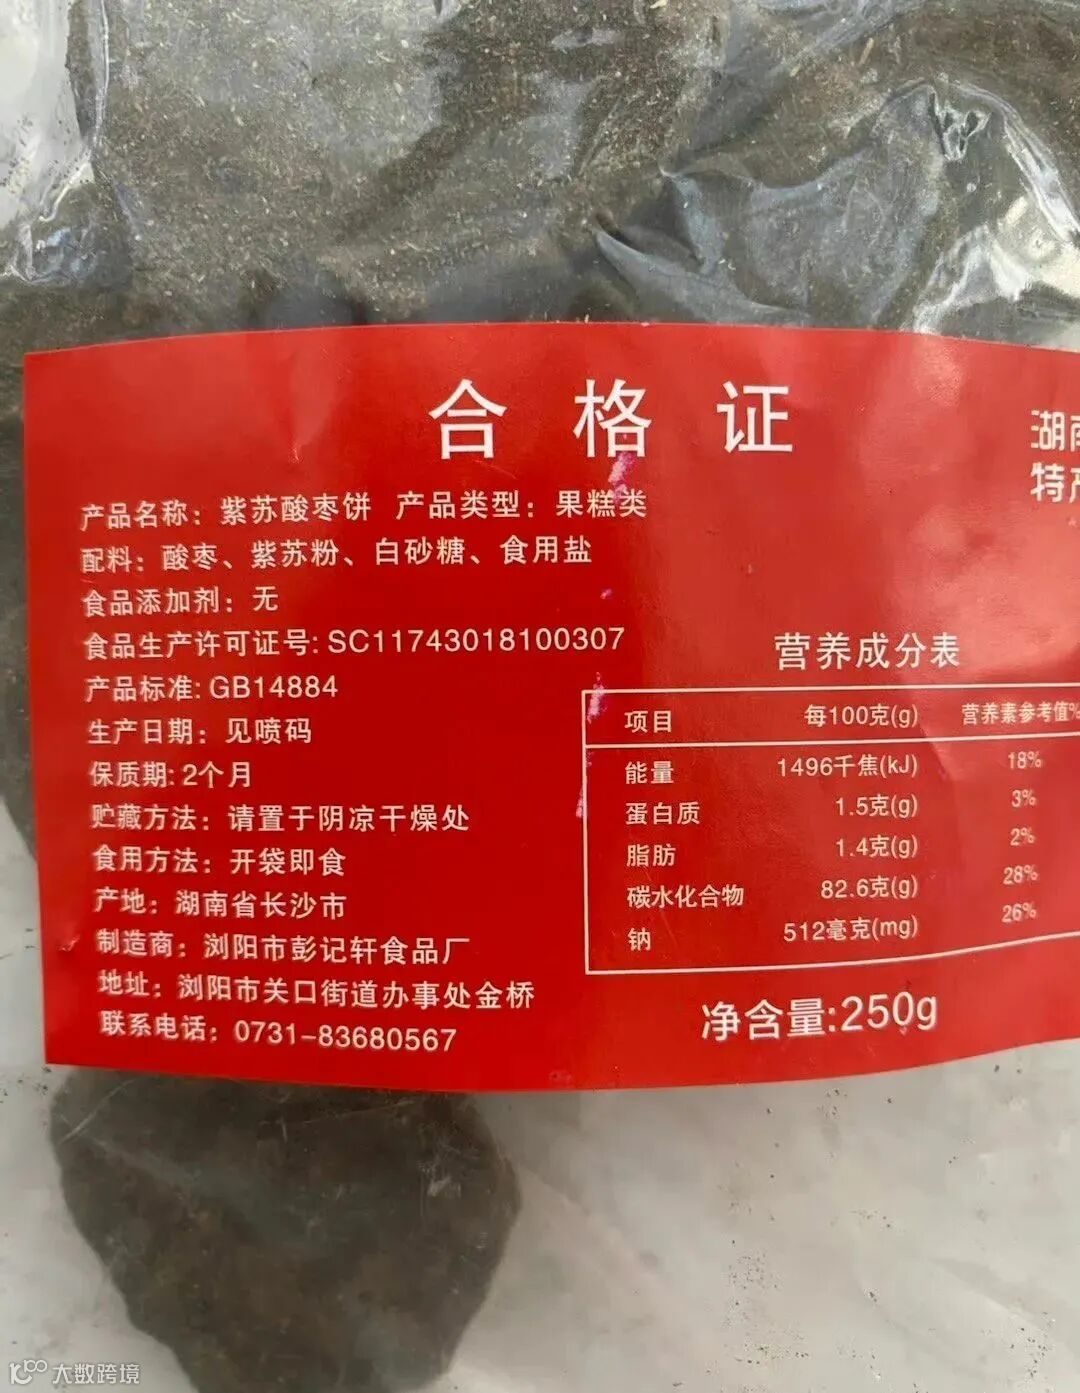 合格证
湖南
特产
产品名称：紫苏酸枣饼 产品类型：果糕类
配料：酸枣、紫苏粉、白砂糖、食用盐
食品添加剂：无
食品生产许可证号: SC11743018100307
产品标准: GB14884
生产日期：见喷码
保质期: 2个月
贮藏方法：请置于阴凉干燥处
食用方法：开袋即食
产地：湖南省长沙市
制造商：浏阳市彭记轩食品厂
地址：浏阳市关口街道办事处金桥
联系电话：0731-83680567
营养成分表
项目 每100克(g) 营养素参考值%
能量 1496千焦(kJ) 18%
蛋白质 1.5克(g) 3%
脂肪 1.4克(g) 2%
碳水化合物 82.6克(g) 28%
钠 512毫克(mg) 26%
净含量:250g
大数跨境